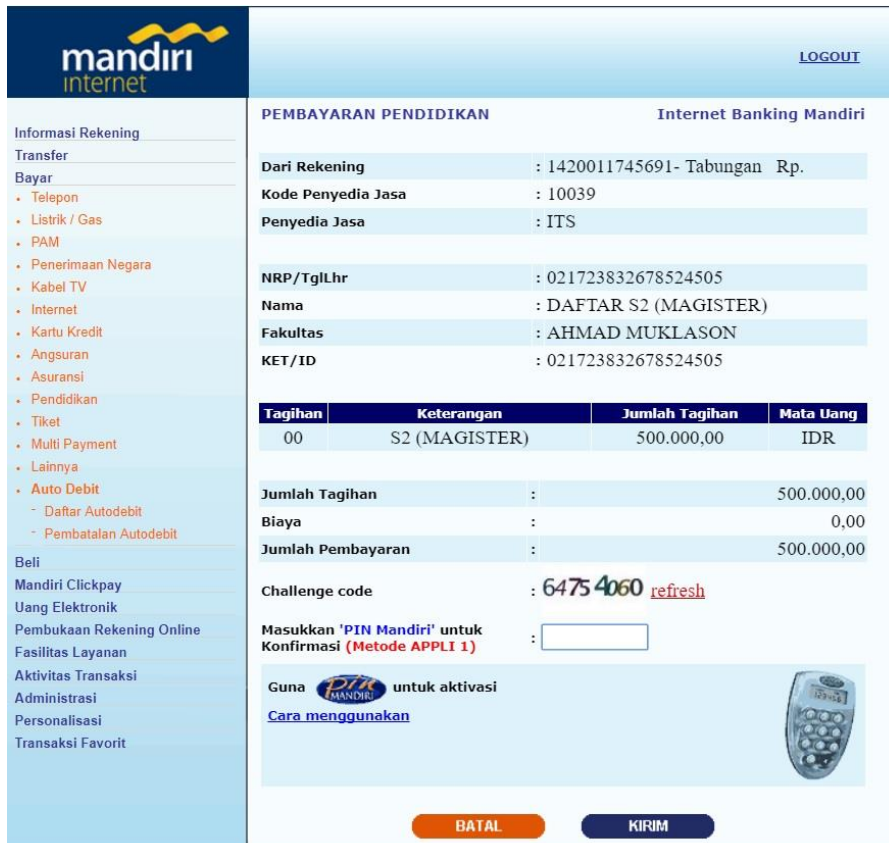 mandiri
internet
LOGOUT
PEMBAYARAN PENDIDIKAN Internet Banking Mandiri
Informasi Rekening
Transfer
Bayar
• Telepon
• Listrik / Gas
• PAM
• Penerimaan Negara
• Kabel TV
• Internet
• Kartu Kredit
• Angsuran
• Asuransi
• Pendidikan
• Tiket
• Multi Payment
• Lainnya
• Auto Debit
- Daftar Autodebit
- Pembatalan Autodebit
Beli
Mandiri Clickpay
Uang Elektronik
Pembukaan Rekening Online
Fasilitas Layanan
Aktivitas Transaksi
Administrasi
Personalisasi
Transaksi Favorit
Dari Rekening : 1420011745691- Tabungan Rp.
Kode Penyedia Jasa : 10039
Penyedia Jasa : ITS
NRP/TglLhr : 021723832678524505
Nama : DAFTAR S2 (MAGISTER)
Fakultas : AHMAD MUKLASON
KET/ID : 021723832678524505
Tagihan Keterangan Jumlah Tagihan Mata Uang
00 S2 (MAGISTER) 500.000,00 IDR
Jumlah Tagihan : 500.000,00
Biaya : 0,00
Jumlah Pembayaran : 500.000,00
Challenge code : 64754060 refresh
Masukkan 'PIN Mandiri' untuk
Konfirmasi (Metode APPLI 1) :
Guna pin MANDIRI untuk aktivasi
Cara menggunakan
BATAL KIRIM